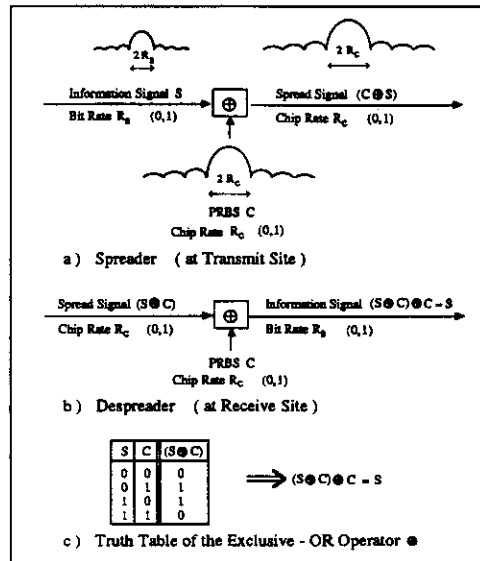 2 R_B
2 R_C
Information Signal S
Spread Signal (C ⊕ S)
Bit Rate R_B (0,1)
⊕
Chip Rate R_C (0,1)
2 R_C
PRBS C
Chip Rate R_C (0,1)
a ) Spreader ( at Transmit Site )
Spread Signal (S⊕C)
Information Signal (S⊕C)⊕C = S
Chip Rate R_C (0,1)
⊕
Bit Rate R_B (0,1)
PRBS C
Chip Rate R_C (0,1)
b ) Despreader ( at Receive Site )
S C (S⊕C)
0 0 0
0 1 1
1 0 1
1 1 0
⟹ (S⊕C)⊕C = S
c ) Truth Table of the Exclusive - OR Operator ⊕